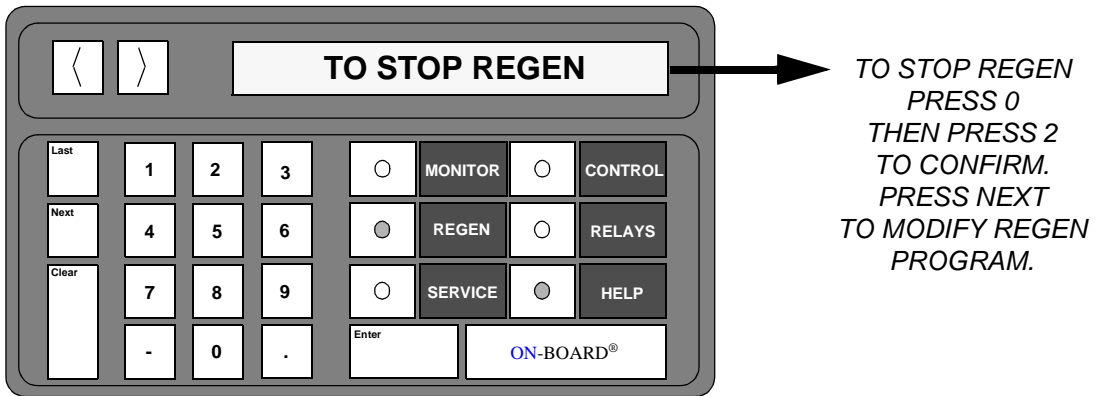 〈 〉 TO STOP REGEN
TO STOP REGEN
PRESS 0
THEN PRESS 2
TO CONFIRM.
PRESS NEXT
TO MODIFY REGEN
PROGRAM.
Last 1 2 3 MONITOR CONTROL
Next 4 5 6 REGEN RELAYS
Clear 7 8 9 SERVICE HELP
- 0 . Enter ON-BOARD®